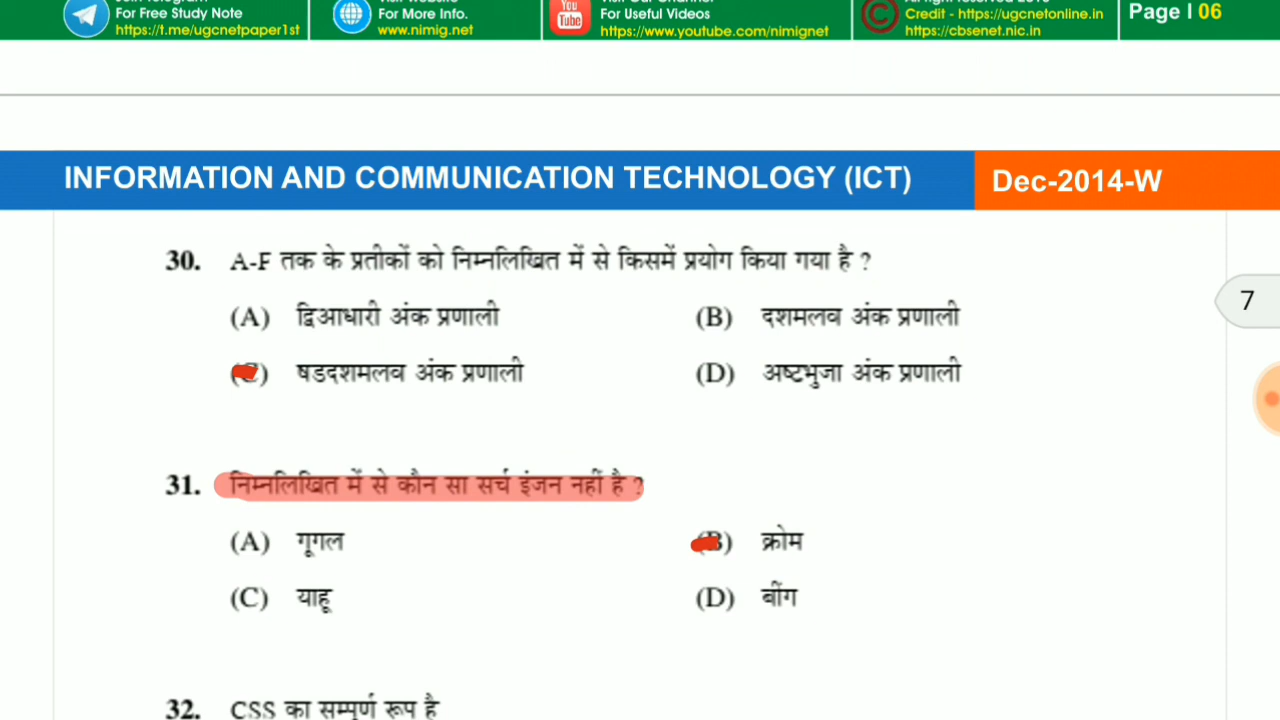 For Free Study Note
https://t.me/ugcnetpaper1st
For More Info.
www.nimig.net
You
Tube
For Useful Videos
https://www.youtube.com/nimignet
C
Credit - https://ugcnetonline.in
https://cbsenet.nic.in
Page | 06
INFORMATION AND COMMUNICATION TECHNOLOGY (ICT) Dec-2014-W
30. A-F तक के प्रतीकों को निम्नलिखित में से किसमें प्रयोग किया गया है ?
(A) द्विआधारी अंक प्रणाली (B) दशमलव अंक प्रणाली
(C) षडदशमलव अंक प्रणाली (D) अष्टभुजा अंक प्रणाली
7
31. निम्नलिखित में से कौन सा सर्च इंजन नहीं है ?
(A) गूगल (B) क्रोम
(C) याहू (D) बींग
32. CSS का सम्पूर्ण रूप है